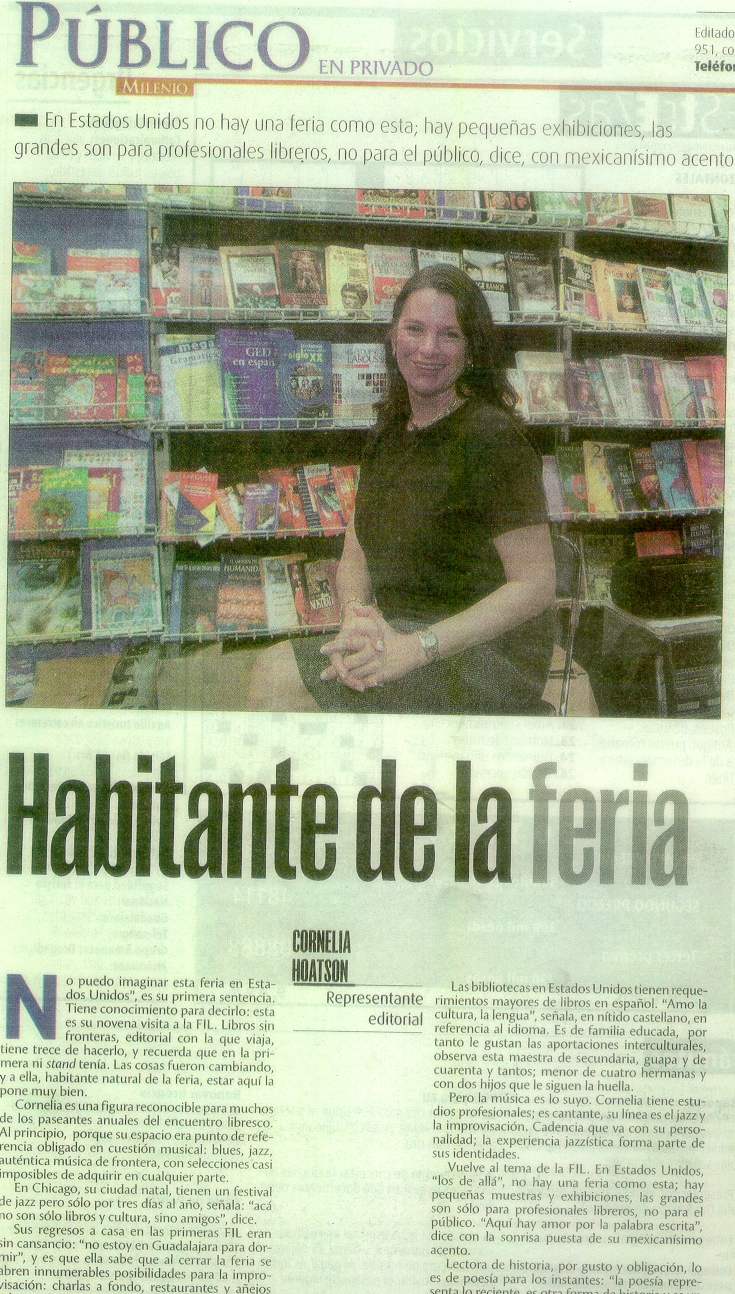 PÚBLICO
EN PRIVADO
MILENIO
Editado
951, co
Teléfon
En Estados Unidos no hay una feria como esta; hay pequeñas exhibiciones, las
grandes son para profesionales libreros, no para el público, dice, con mexicanísimo acento
GED
en españ
siglo XX
HUMANID
Habitante de la feria
CORNELIA
HOATSON
Representante
editorial
No puedo imaginar esta feria en Esta-
dos Unidos”, es su primera sentencia.
Tiene conocimiento para decirlo: esta
es su novena visita a la FIL. Libros sin
fronteras, editorial con la que viaja,
tiene trece de hacerlo, y recuerda que en la pri-
mera ni stand tenía. Las cosas fueron cambiando,
y a ella, habitante natural de la feria, estar aquí la
pone muy bien.
Cornelia es una figura reconocible para muchos
de los paseantes anuales del encuentro libresco.
Al principio, porque su espacio era punto de refe-
rencia obligado en cuestión musical: blues, jazz,
auténtica música de frontera, con selecciones casi
imposibles de adquirir en cualquier parte.
En Chicago, su ciudad natal, tienen un festival
de jazz pero sólo por tres días al año, señala: “acá
no son sólo libros y cultura, sino amigos”, dice.
Sus regresos a casa en las primeras FIL eran
sin cansancio: “no estoy en Guadalajara para dor-
mir”, y es que ella sabe que al cerrar la feria se
abren innumerables posibilidades para la impro-
visación: charlas a fondo, restaurantes y añejos
Las bibliotecas en Estados Unidos tienen reque-
rimientos mayores de libros en español. “Amo la
cultura, la lengua”, señala, en nítido castellano, en
referencia al idioma. Es de familia educada, por
tanto le gustan las aportaciones interculturales,
observa esta maestra de secundaria, guapa y de
cuarenta y tantos; menor de cuatro hermanas y
con dos hijos que le siguen la huella.
Pero la música es lo suyo. Cornelia tiene estu-
dios profesionales; es cantante, su línea es el jazz y
la improvisación. Cadencia que va con su perso-
nalidad; la experiencia jazzística forma parte de
sus identidades.
Vuelve al tema de la FIL. En Estados Unidos,
“los de allá”, no hay una feria como esta; hay
pequeñas muestras y exhibiciones, las grandes
son sólo para profesionales libreros, no para el
público. “Aquí hay amor por la palabra escrita”,
dice con la sonrisa puesta de su mexicanísimo
acento.
Lectora de historia, por gusto y obligación, lo
es de poesía para los instantes: “la poesía repre-
senta lo reciente, es otra forma de historia